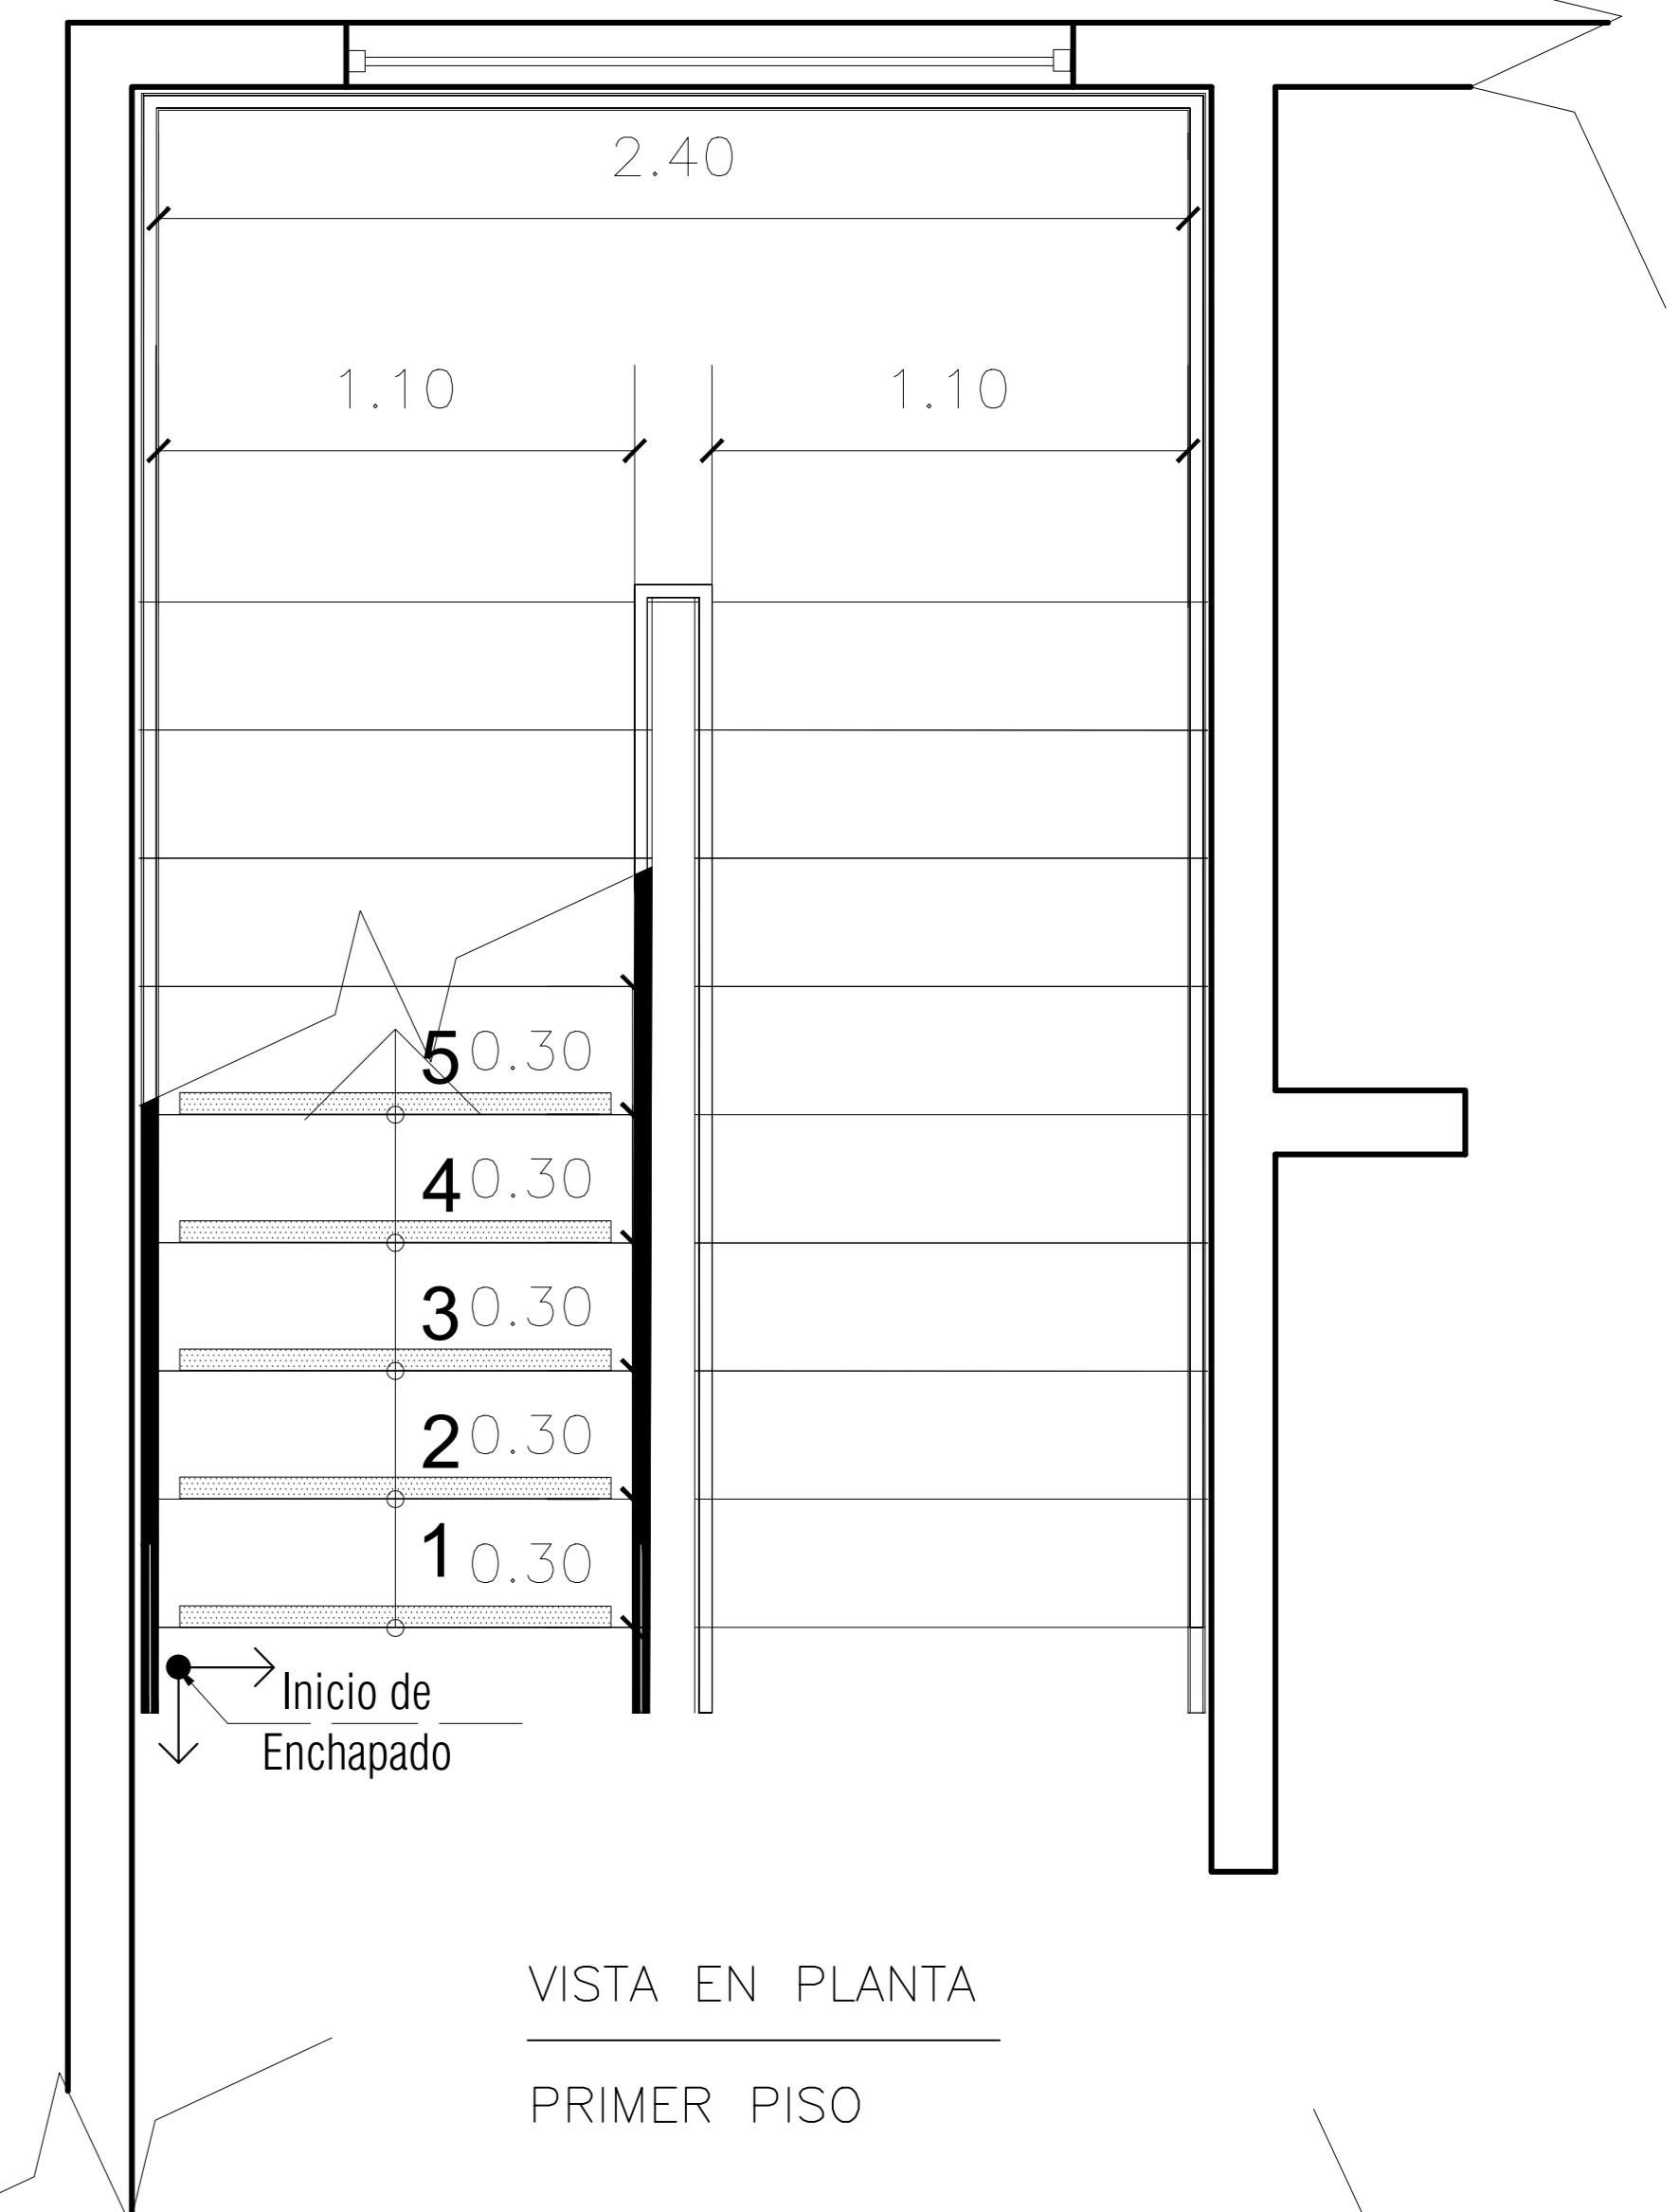 2.40
1.10 1.10
5 0.30
4 0.30
3 0.30
2 0.30
1 0.30
Inicio de
Enchapado
VISTA EN PLANTA
PRIMER PISO